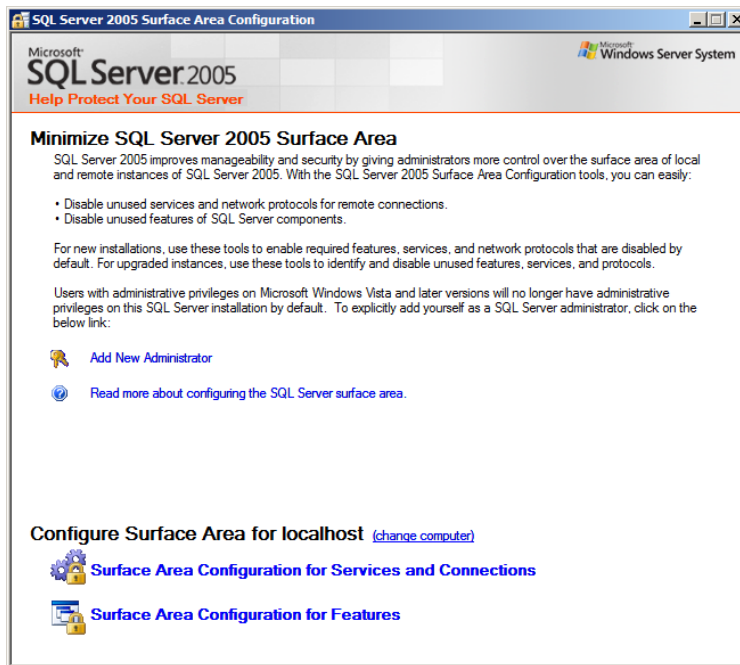 SQL Server 2005 Surface Area Configuration
Microsoft
SQL Server 2005
Help Protect Your SQL Server
Microsoft
Windows Server System
Minimize SQL Server 2005 Surface Area
SQL Server 2005 improves manageability and security by giving administrators more control over the surface area of local
and remote instances of SQL Server 2005. With the SQL Server 2005 Surface Area Configuration tools, you can easily:
• Disable unused services and network protocols for remote connections.
• Disable unused features of SQL Server components.
For new installations, use these tools to enable required features, services, and network protocols that are disabled by
default. For upgraded instances, use these tools to identify and disable unused features, services, and protocols.
Users with administrative privileges on Microsoft Windows Vista and later versions will no longer have administrative
privileges on this SQL Server installation by default. To explicitly add yourself as a SQL Server administrator, click on the
below link:
Add New Administrator
Read more about configuring the SQL Server surface area.
Configure Surface Area for localhost (change computer)
Surface Area Configuration for Services and Connections
Surface Area Configuration for Features